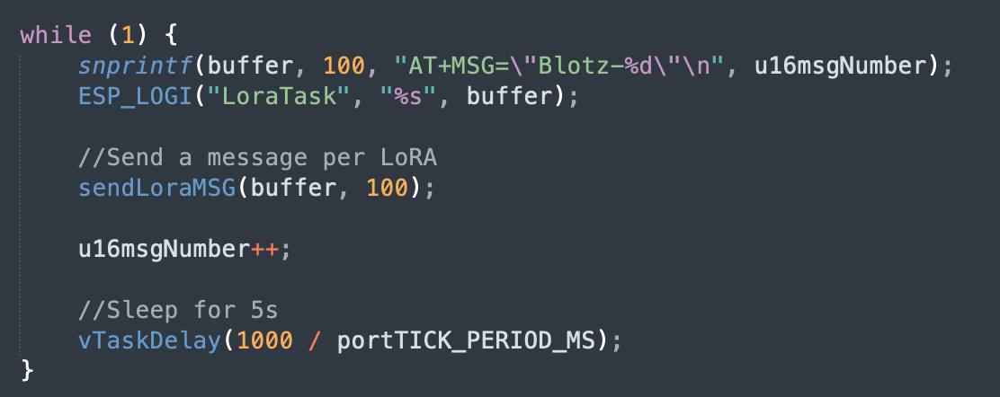 while (1) {
    snprintf(buffer, 100, "AT+MSG=\"Blotz-%d\"\n", u16msgNumber);
    ESP_LOGI("LoraTask", "%s", buffer);

    //Send a message per LoRA
    sendLoraMSG(buffer, 100);

    u16msgNumber++;

    //Sleep for 5s
    vTaskDelay(1000 / portTICK_PERIOD_MS);
}